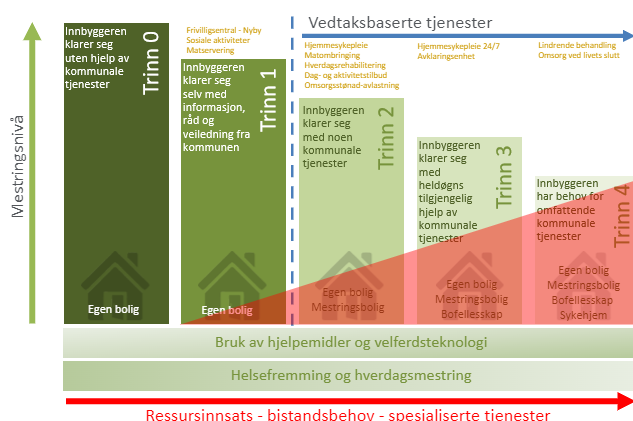 Vedtaksbaserte tjenester
Mestringsnivå
Trinn 0
Innbyggeren
klarer seg
uten hjelp av
kommunale
tjenester
Egen bolig
Frivilligsentral - Nyby
Sosiale aktiviteter
Matservering
Trinn 1
Innbyggeren
klarer seg
selv med
informasjon,
råd og
veiledning fra
kommunen
Egen bolig
Hjemmesykepleie
Matombringing
Hverdagsrehabilitering
Dag- og aktivitetstilbud
Omsorgsstønad-avlastning
Trinn 2
Innbyggeren
klarer seg
med noen
kommunale
tjenester
Egen bolig
Mestringsbolig
Hjemmesykepleie 24/7
Avklaringsenhet
Trinn 3
Innbyggeren
klarer seg
med
heldøgns
tilgjengelig
hjelp av
kommunale
tjenester
Egen bolig
Mestringsbolig
Bofellesskap
Lindrende behandling
Omsorg ved livets slutt
Trinn 4
Innbyggeren
har behov for
omfattende
kommunale
tjenester
Egen bolig
Mestringsbolig
Bofellesskap
Sykehjem
Bruk av hjelpemidler og velferdsteknologi
Helsefremming og hverdagsmestring
Ressursinnsats - bistandsbehov - spesialiserte tjenester